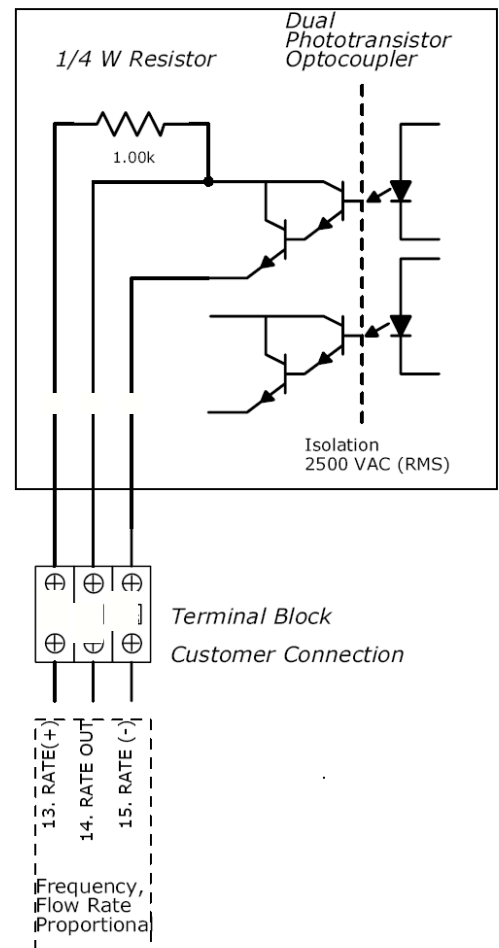 Dual
Phototransistor
1/4 W Resistor Optocoupler
1.00k
Isolation
2500 VAC (RMS)
Terminal Block
Customer Connection
13. RATE(+)
14. RATE OUT
15. RATE (-)
Frequency,
Flow Rate
Proportional